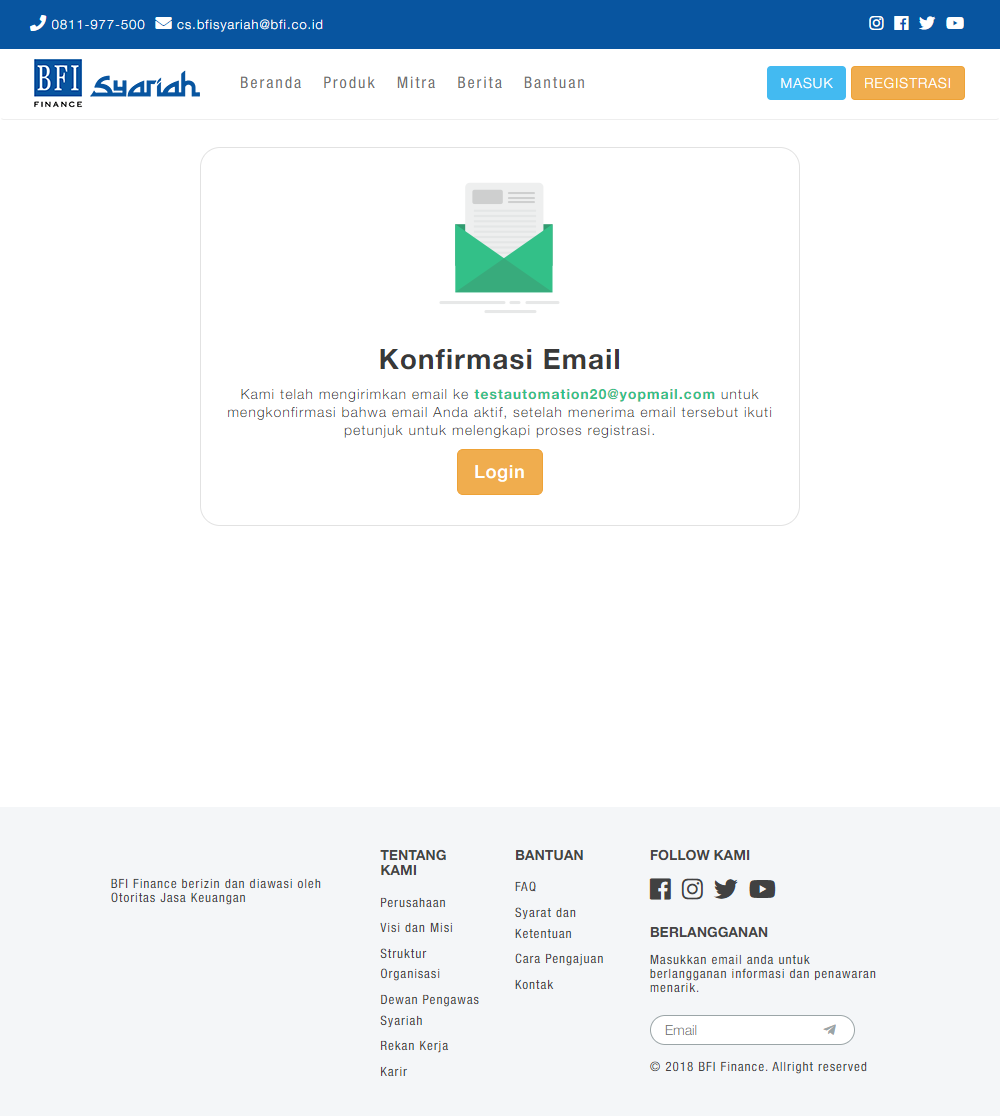 0811-977-500 cs.bfisyariah@bfi.co.id
BFI Syariah
FINANCE
Beranda Produk Mitra Berita Bantuan
MASUK REGISTRASI
Konfirmasi Email
Kami telah mengirimkan email ke testautomation20@yopmail.com untuk
mengkonfirmasi bahwa email Anda aktif, setelah menerima email tersebut ikuti
petunjuk untuk melengkapi proses registrasi.
Login
BFI Finance berizin dan diawasi oleh
Otoritas Jasa Keuangan
TENTANG
KAMI
Perusahaan
Visi dan Misi
Struktur
Organisasi
Dewan Pengawas
Syariah
Rekan Kerja
Karir
BANTUAN
FAQ
Syarat dan
Ketentuan
Cara Pengajuan
Kontak
FOLLOW KAMI
BERLANGGANAN
Masukkan email anda untuk
berlangganan informasi dan penawaran
menarik.
Email
© 2018 BFI Finance. Allright reserved